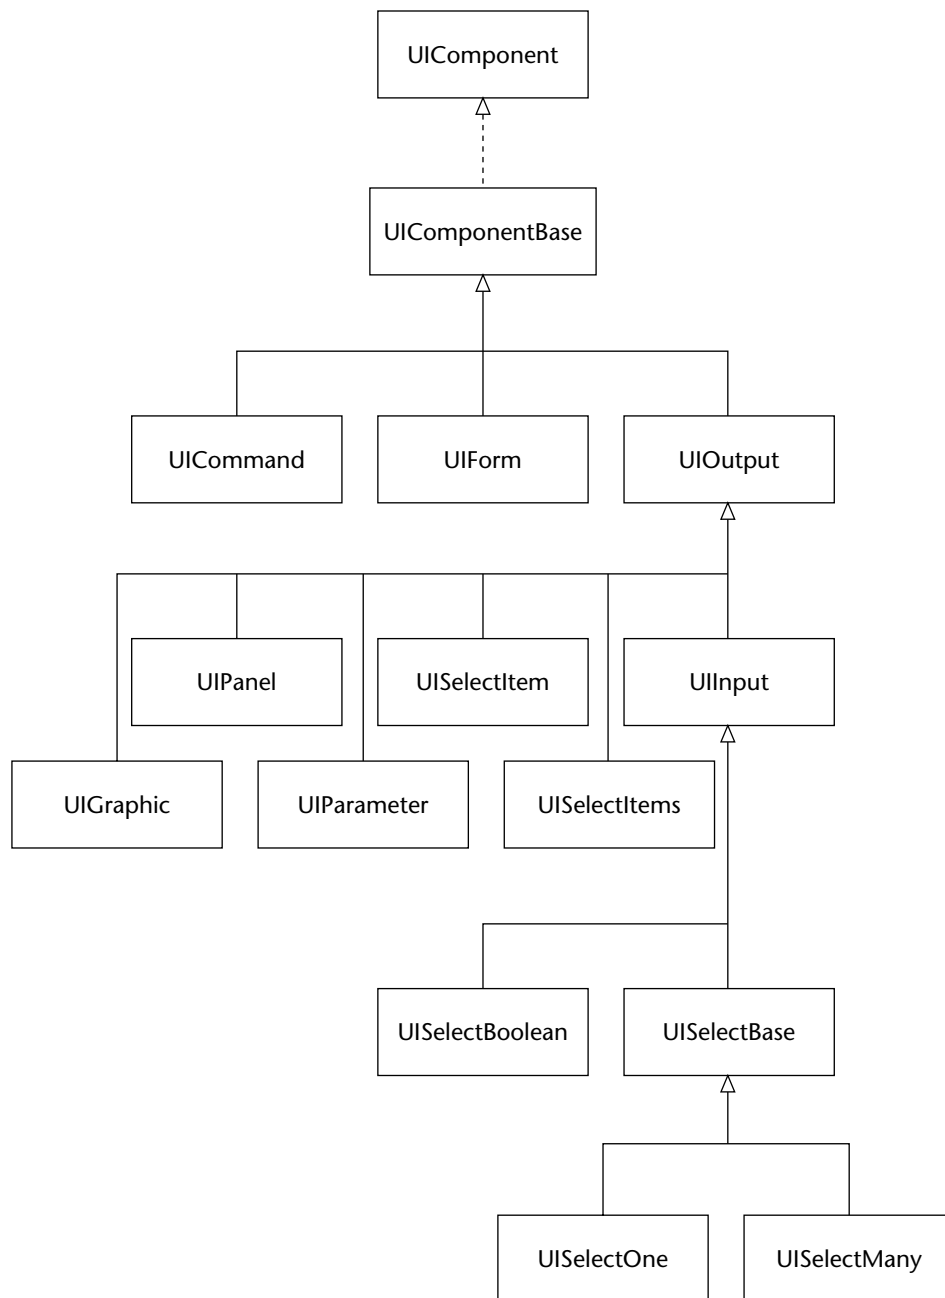 UIComponent
UIComponentBase
UICommand
UIForm
UIOutput
UIPanel
UISelectItem
UIInput
UIGraphic
UIParameter
UISelectItems
UISelectBoolean
UISelectBase
UISelectOne
UISelectMany